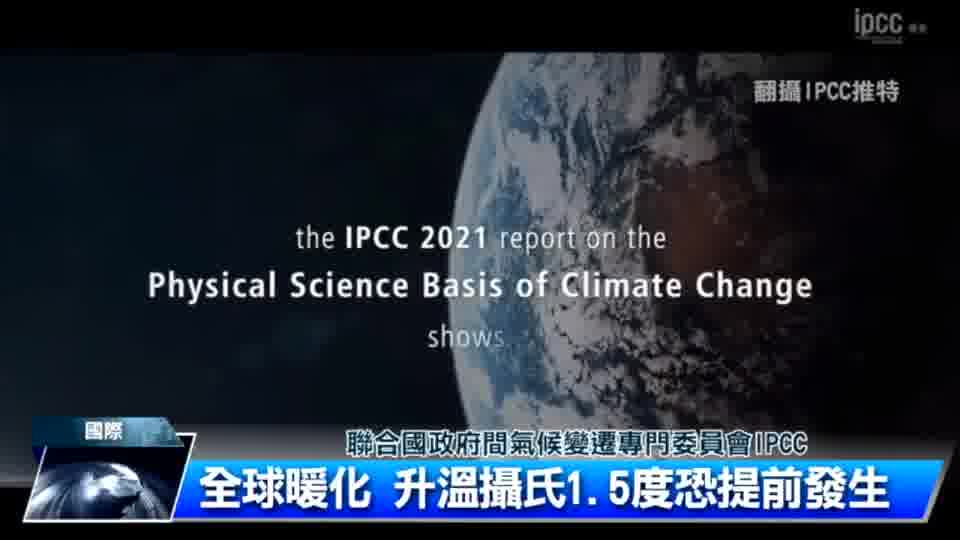 ipcc
翻攝IPCC推特
the IPCC 2021 report on the
Physical Science Basis of Climate Change
shows
國際
聯合國政府間氣候變遷專門委員會IPCC
全球暖化 升溫攝氏1.5度恐提前發生